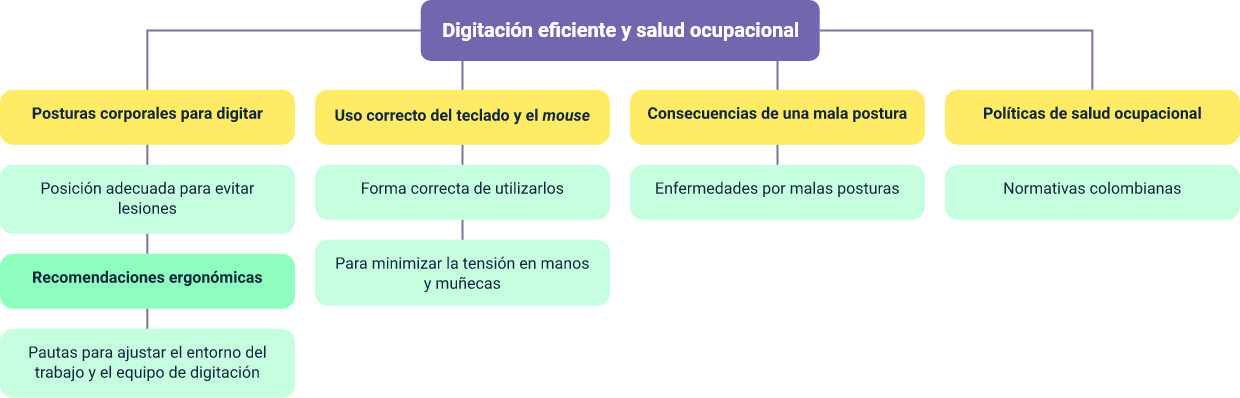 Digitación eficiente y salud ocupacional
Posturas corporales para digitar
Posición adecuada para evitar
lesiones
Recomendaciones ergonómicas
Pautas para ajustar el entorno del
trabajo y el equipo de digitación
Uso correcto del teclado y el mouse
Forma correcta de utilizarlos
Para minimizar la tensión en manos
y muñecas
Consecuencias de una mala postura
Enfermedades por malas posturas
Políticas de salud ocupacional
Normativas colombianas